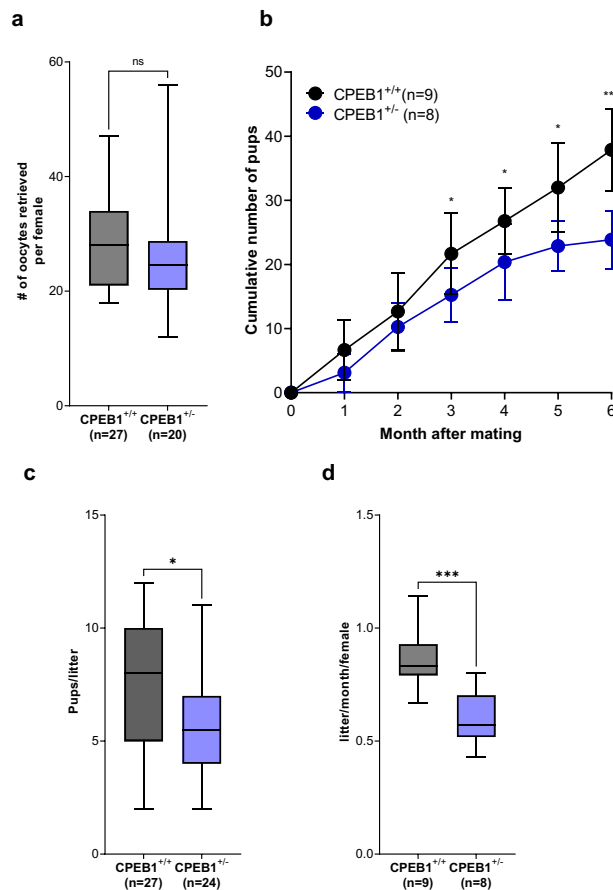 a
ns
60
40
20
0
# of oocytes retrieved
per female
CPEB1+/+ CPEB1+/-
(n=27) (n=20)
b
50
40
30
20
10
0
Cumulative number of pups
CPEB1+/+(n=9)
CPEB1+/- (n=8)
*
*
*
**
0 1 2 3 4 5 6
Month after mating
c
15
10
5
0
Pups/litter
*
CPEB1+/+ CPEB1+/-
(n=27) (n=24)
d
1.5
1.0
0.5
0.0
litter/month/female
***
CPEB1+/+ CPEB1+/-
(n=9) (n=8)